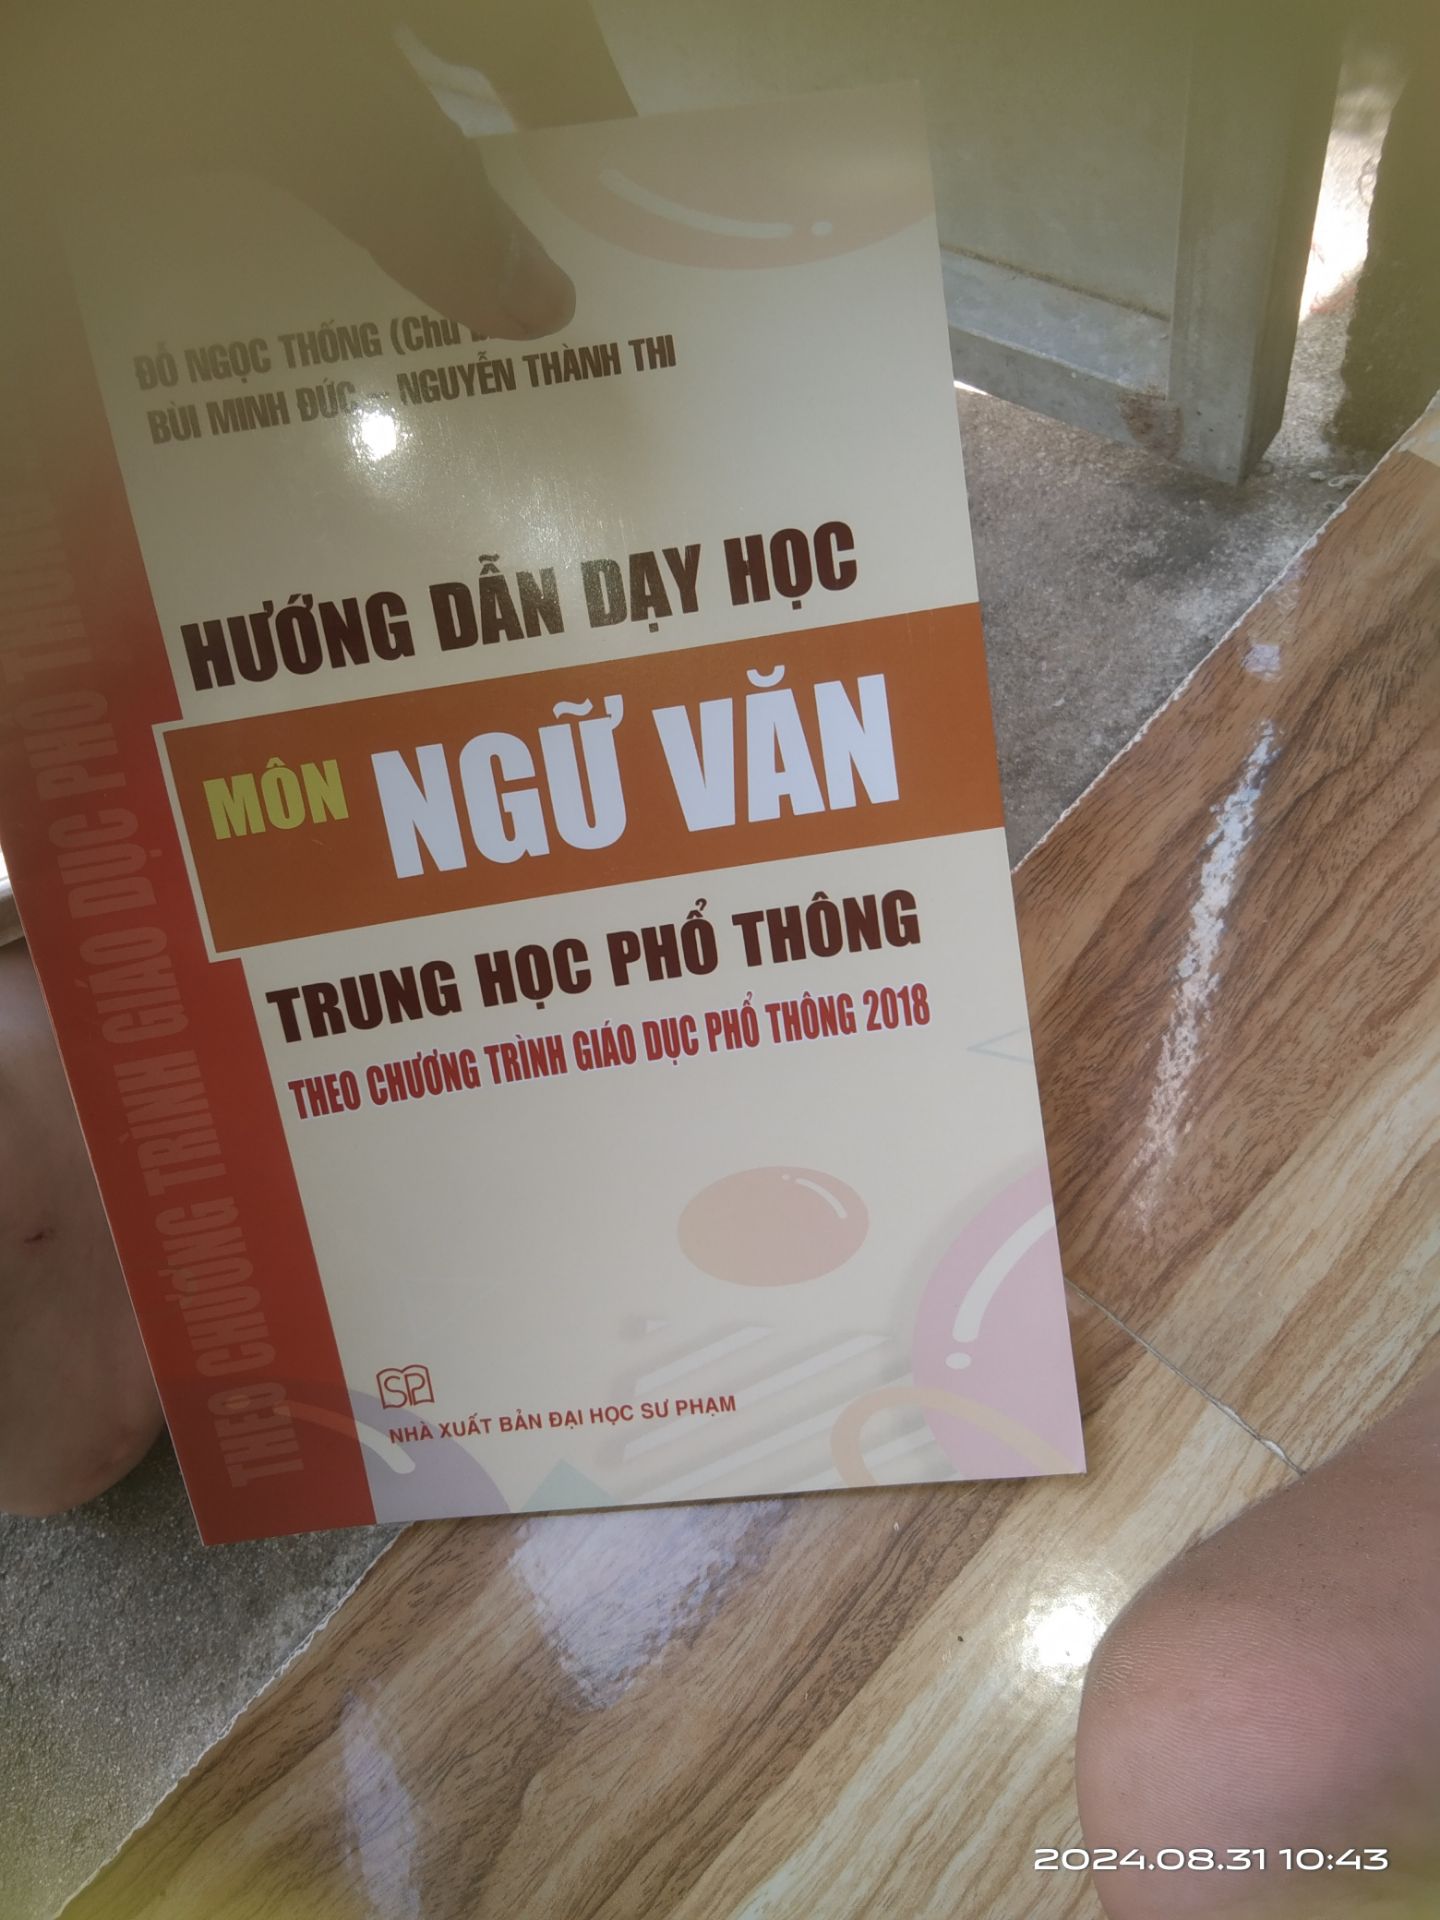 ĐỖ NGỌC THỐNG (Chủ
BÙI MINH ĐỨC – NGUYỄN THÀNH THI
HƯỚNG DẪN DẠY HỌC
MÔN NGỮ VĂN
TRUNG HỌC PHỔ THÔNG
THEO CHƯƠNG TRÌNH GIÁO DỤC PHỔ THÔNG 2018
SP
NHÀ XUẤT BẢN ĐẠI HỌC SƯ PHẠM
THEO CHƯƠNG TRÌNH GIÁO DỤC PHỔ THÔNG
2024.08.31 10:43